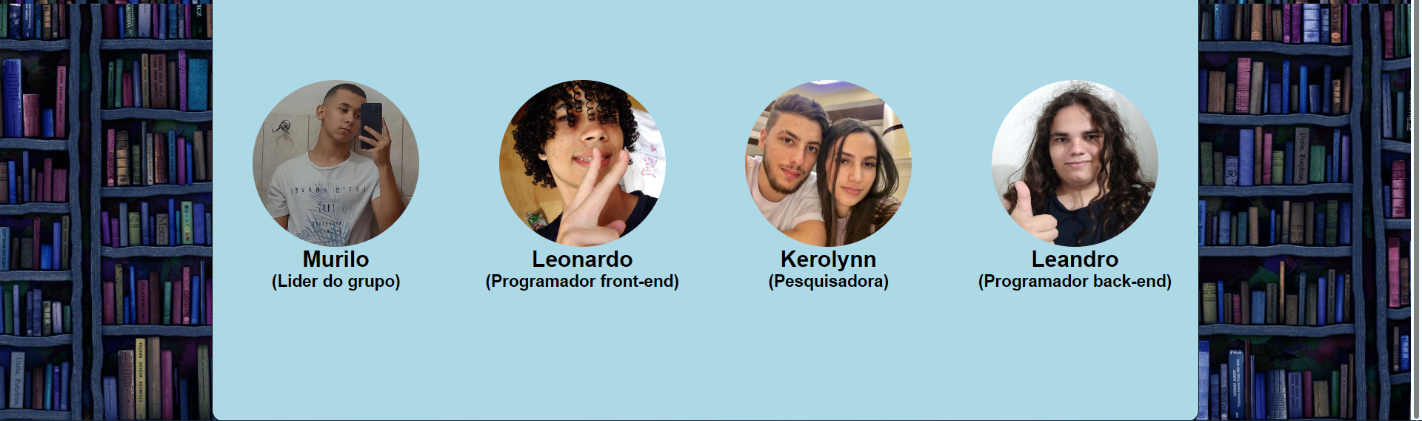 Murilo
(Lider do grupo)
Leonardo
(Programador front-end)
Kerolynn
(Pesquisadora)
Leandro
(Programador back-end)